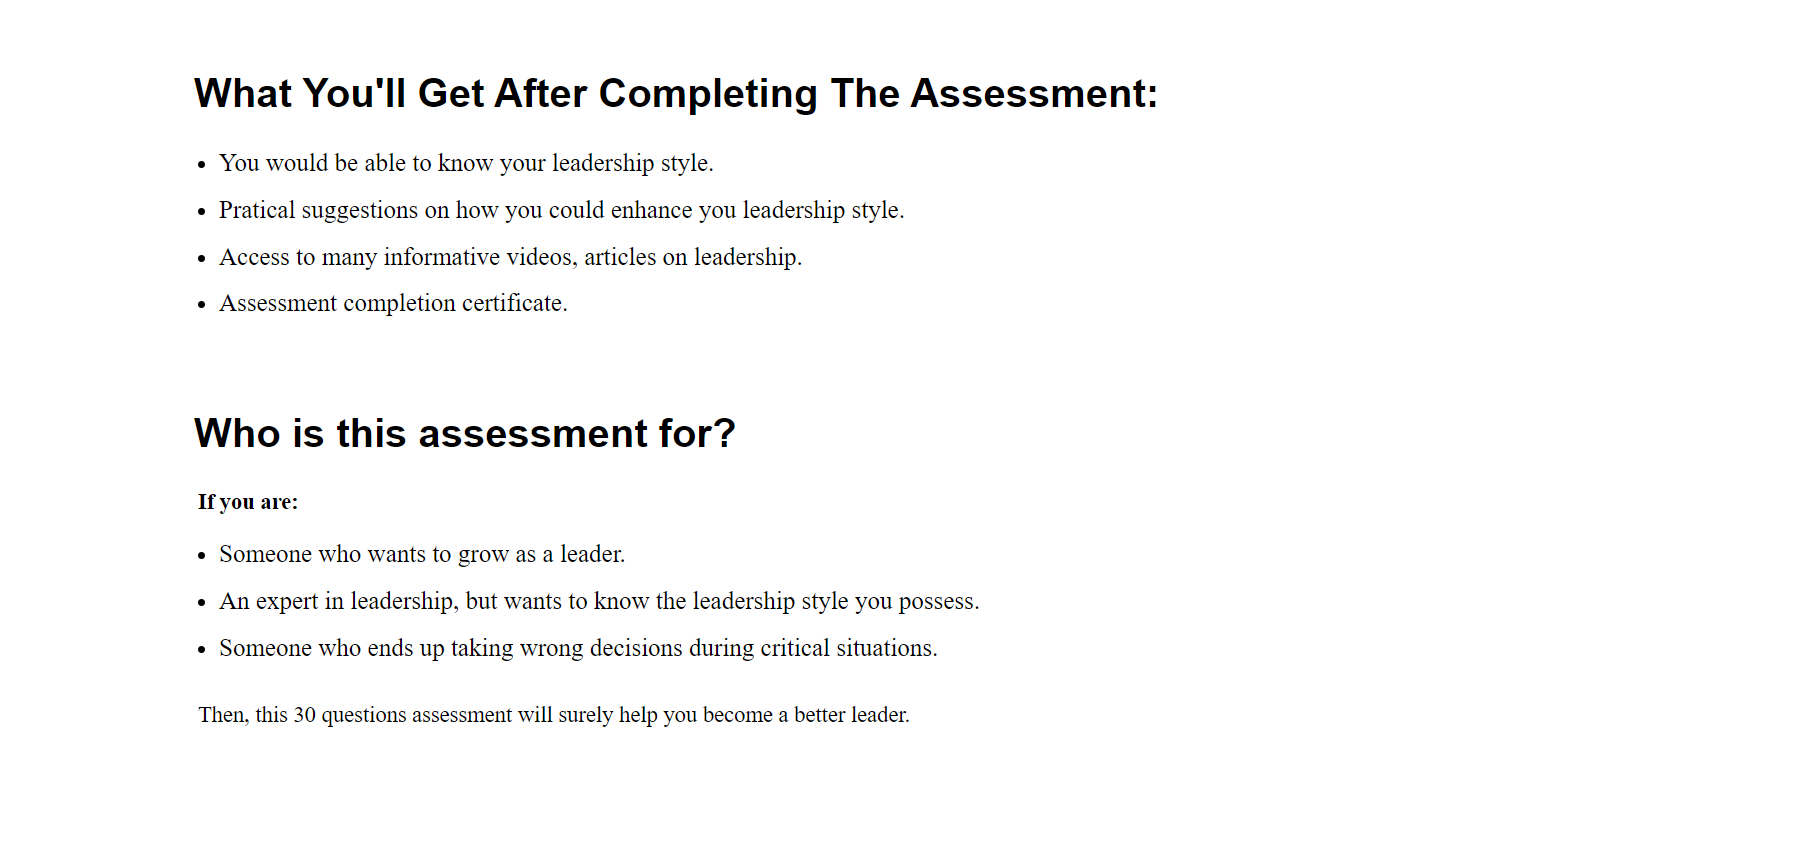 What You'll Get After Completing The Assessment:
• You would be able to know your leadership style.
• Pratical suggestions on how you could enhance you leadership style.
• Access to many informative videos, articles on leadership.
• Assessment completion certificate.
Who is this assessment for?
If you are:
• Someone who wants to grow as a leader.
• An expert in leadership, but wants to know the leadership style you possess.
• Someone who ends up taking wrong decisions during critical situations.
Then, this 30 questions assessment will surely help you become a better leader.